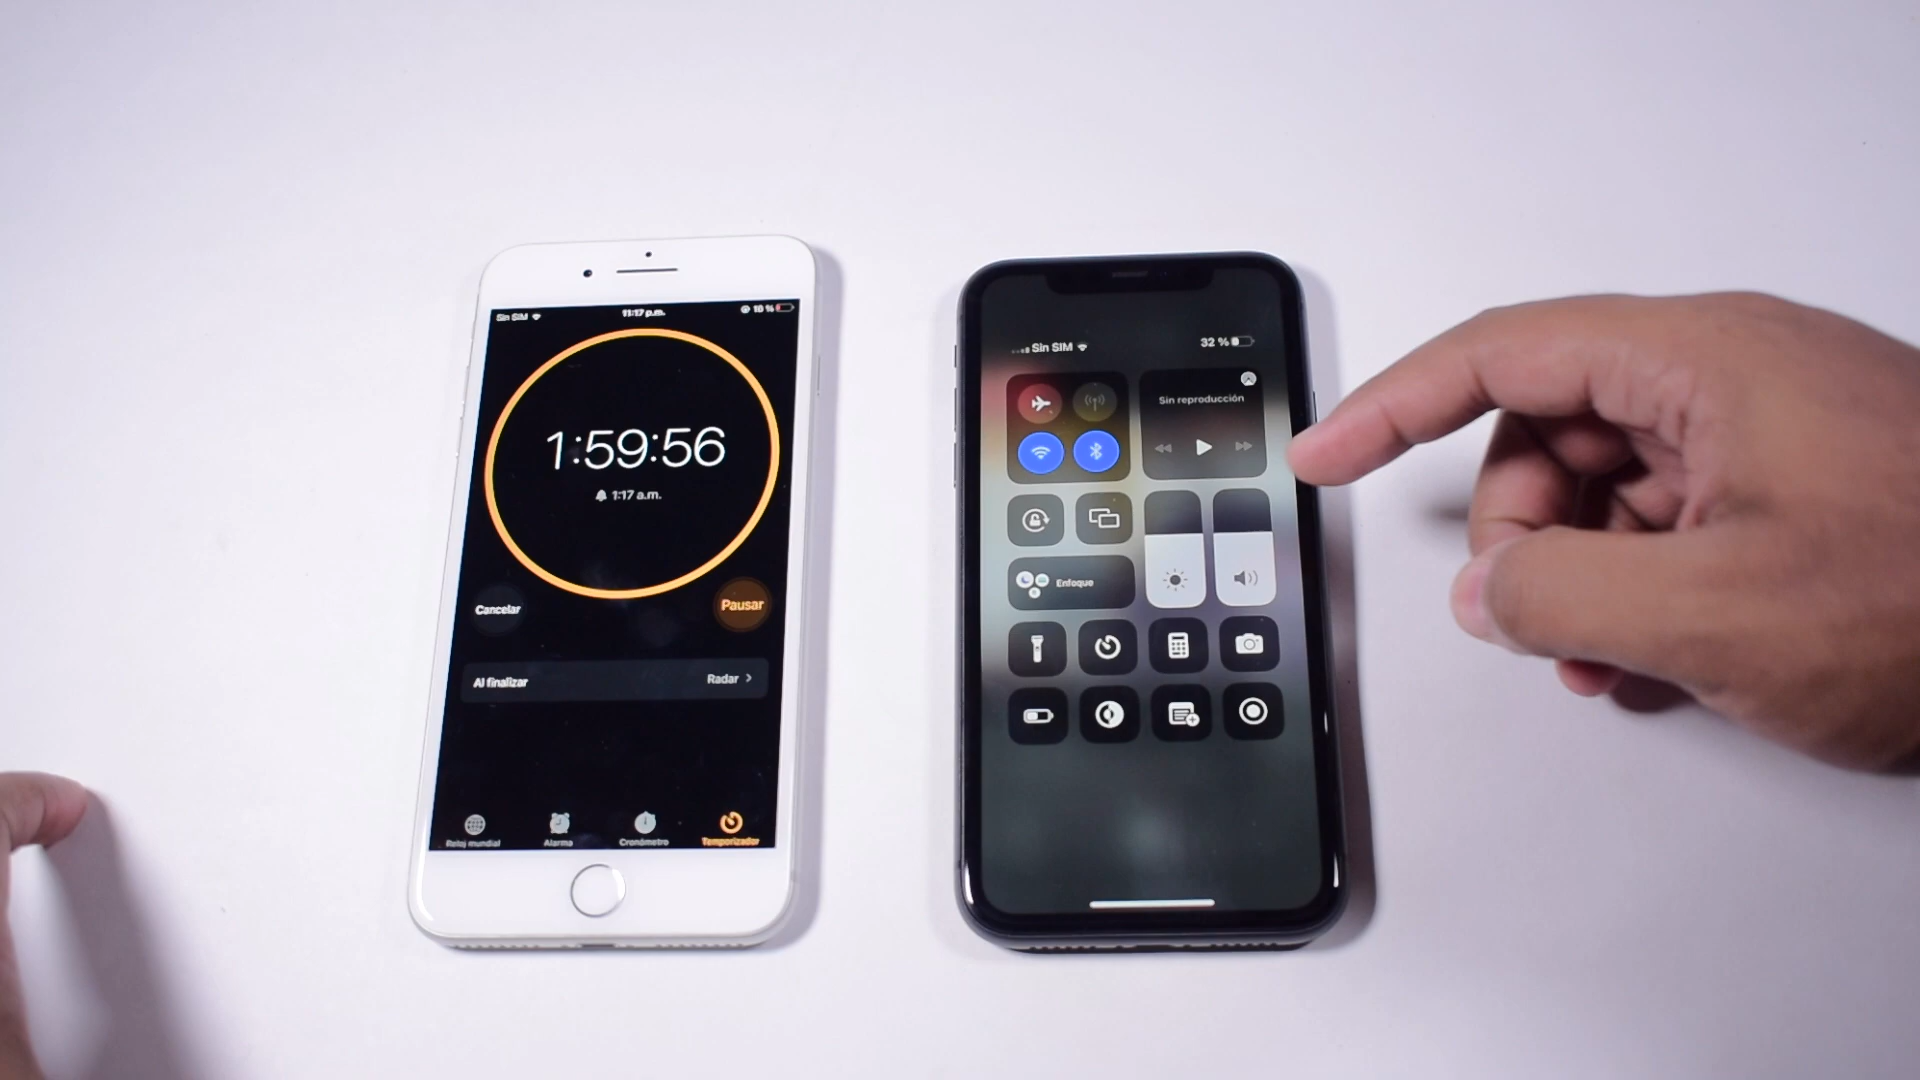 Sin SIM
11:17 p.m.
18 %
1:59:56
1:17 a.m.
Cancelar
Pausar
Al finalizar
Radar >
Reloj mundial
Alarma
Cronómetro
Temporizador
Sin SIM
32 %
Sin reproducción
Enfoque